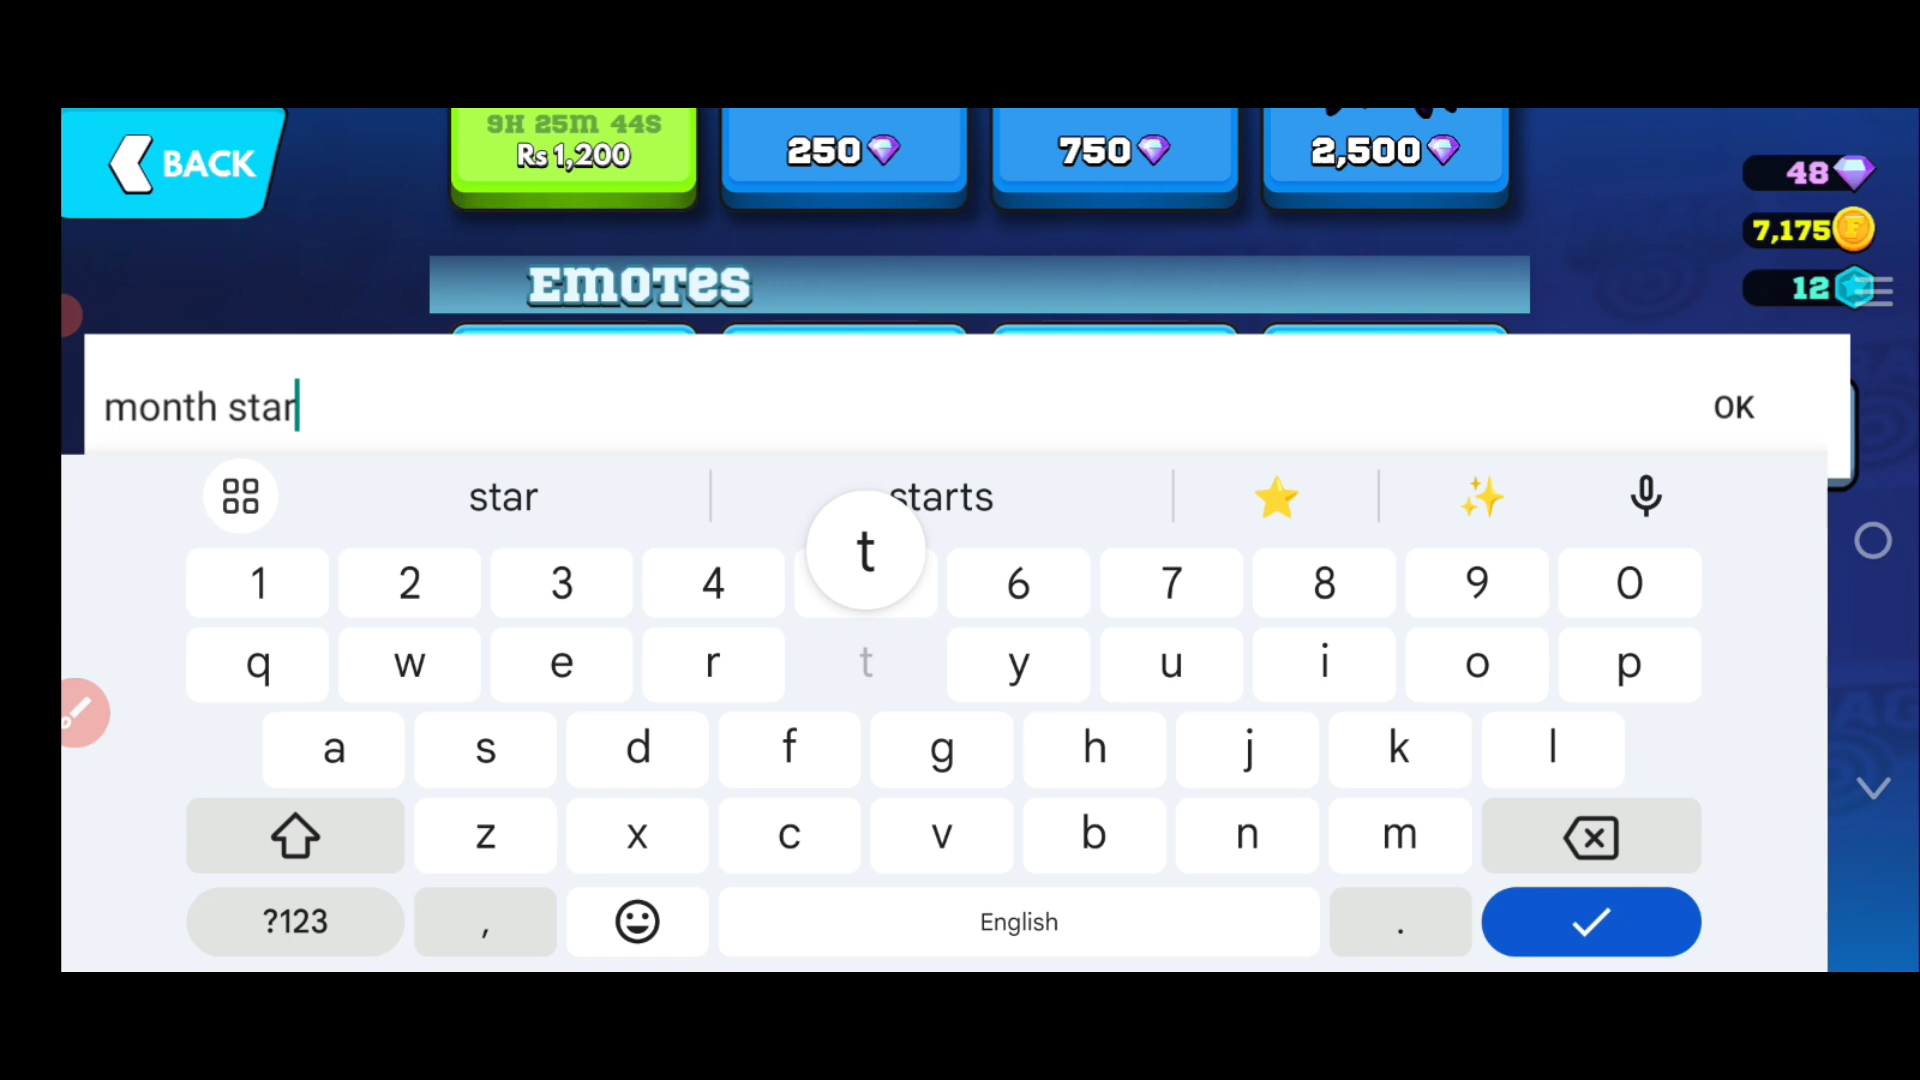 9H 25m 44s
Rs 1,200
250
750
2,500
BACK
48
7,175
12
Emotes
month star
OK
star
starts
t
1 2 3 4 6 7 8 9 0
q w e r t y u i o p
a s d f g h j k l
z x c v b n m
?123 , English .